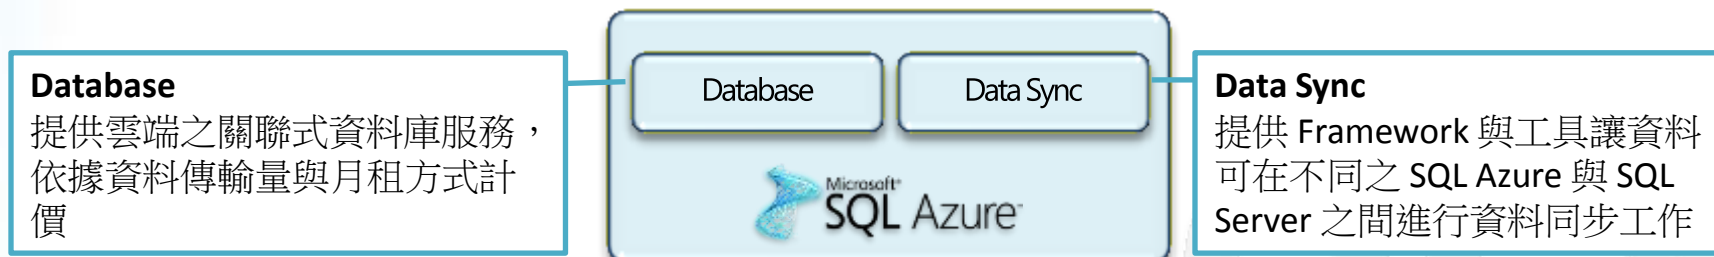 Database
提供雲端之關聯式資料庫服務，
依據資料傳輸量與月租方式計
價
Database
Data Sync
Microsoft
SQL Azure
Data Sync
提供 Framework 與工具讓資料
可在不同之 SQL Azure 與 SQL
Server 之間進行資料同步工作